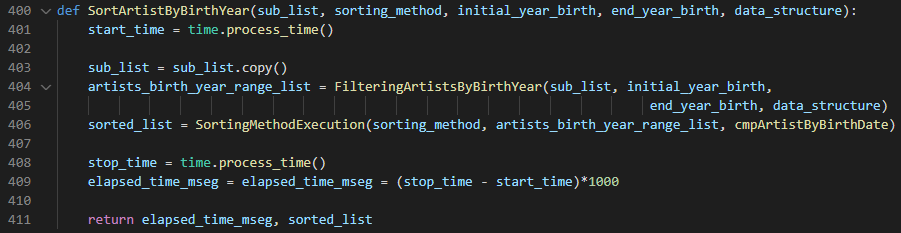 400 def SortArtistByBirthYear(sub_list, sorting_method, initial_year_birth, end_year_birth, data_structure):
401     start_time = time.process_time()
402
403     sub_list = sub_list.copy()
404     artists_birth_year_range_list = FilteringArtistsByBirthYear(sub_list, initial_year_birth,
405                                                                 end_year_birth, data_structure)
406     sorted_list = SortingMethodExecution(sorting_method, artists_birth_year_range_list, cmpArtistByBirthDate)
407
408     stop_time = time.process_time()
409     elapsed_time_mseg = elapsed_time_mseg = (stop_time - start_time)*1000
410
411     return elapsed_time_mseg, sorted_list